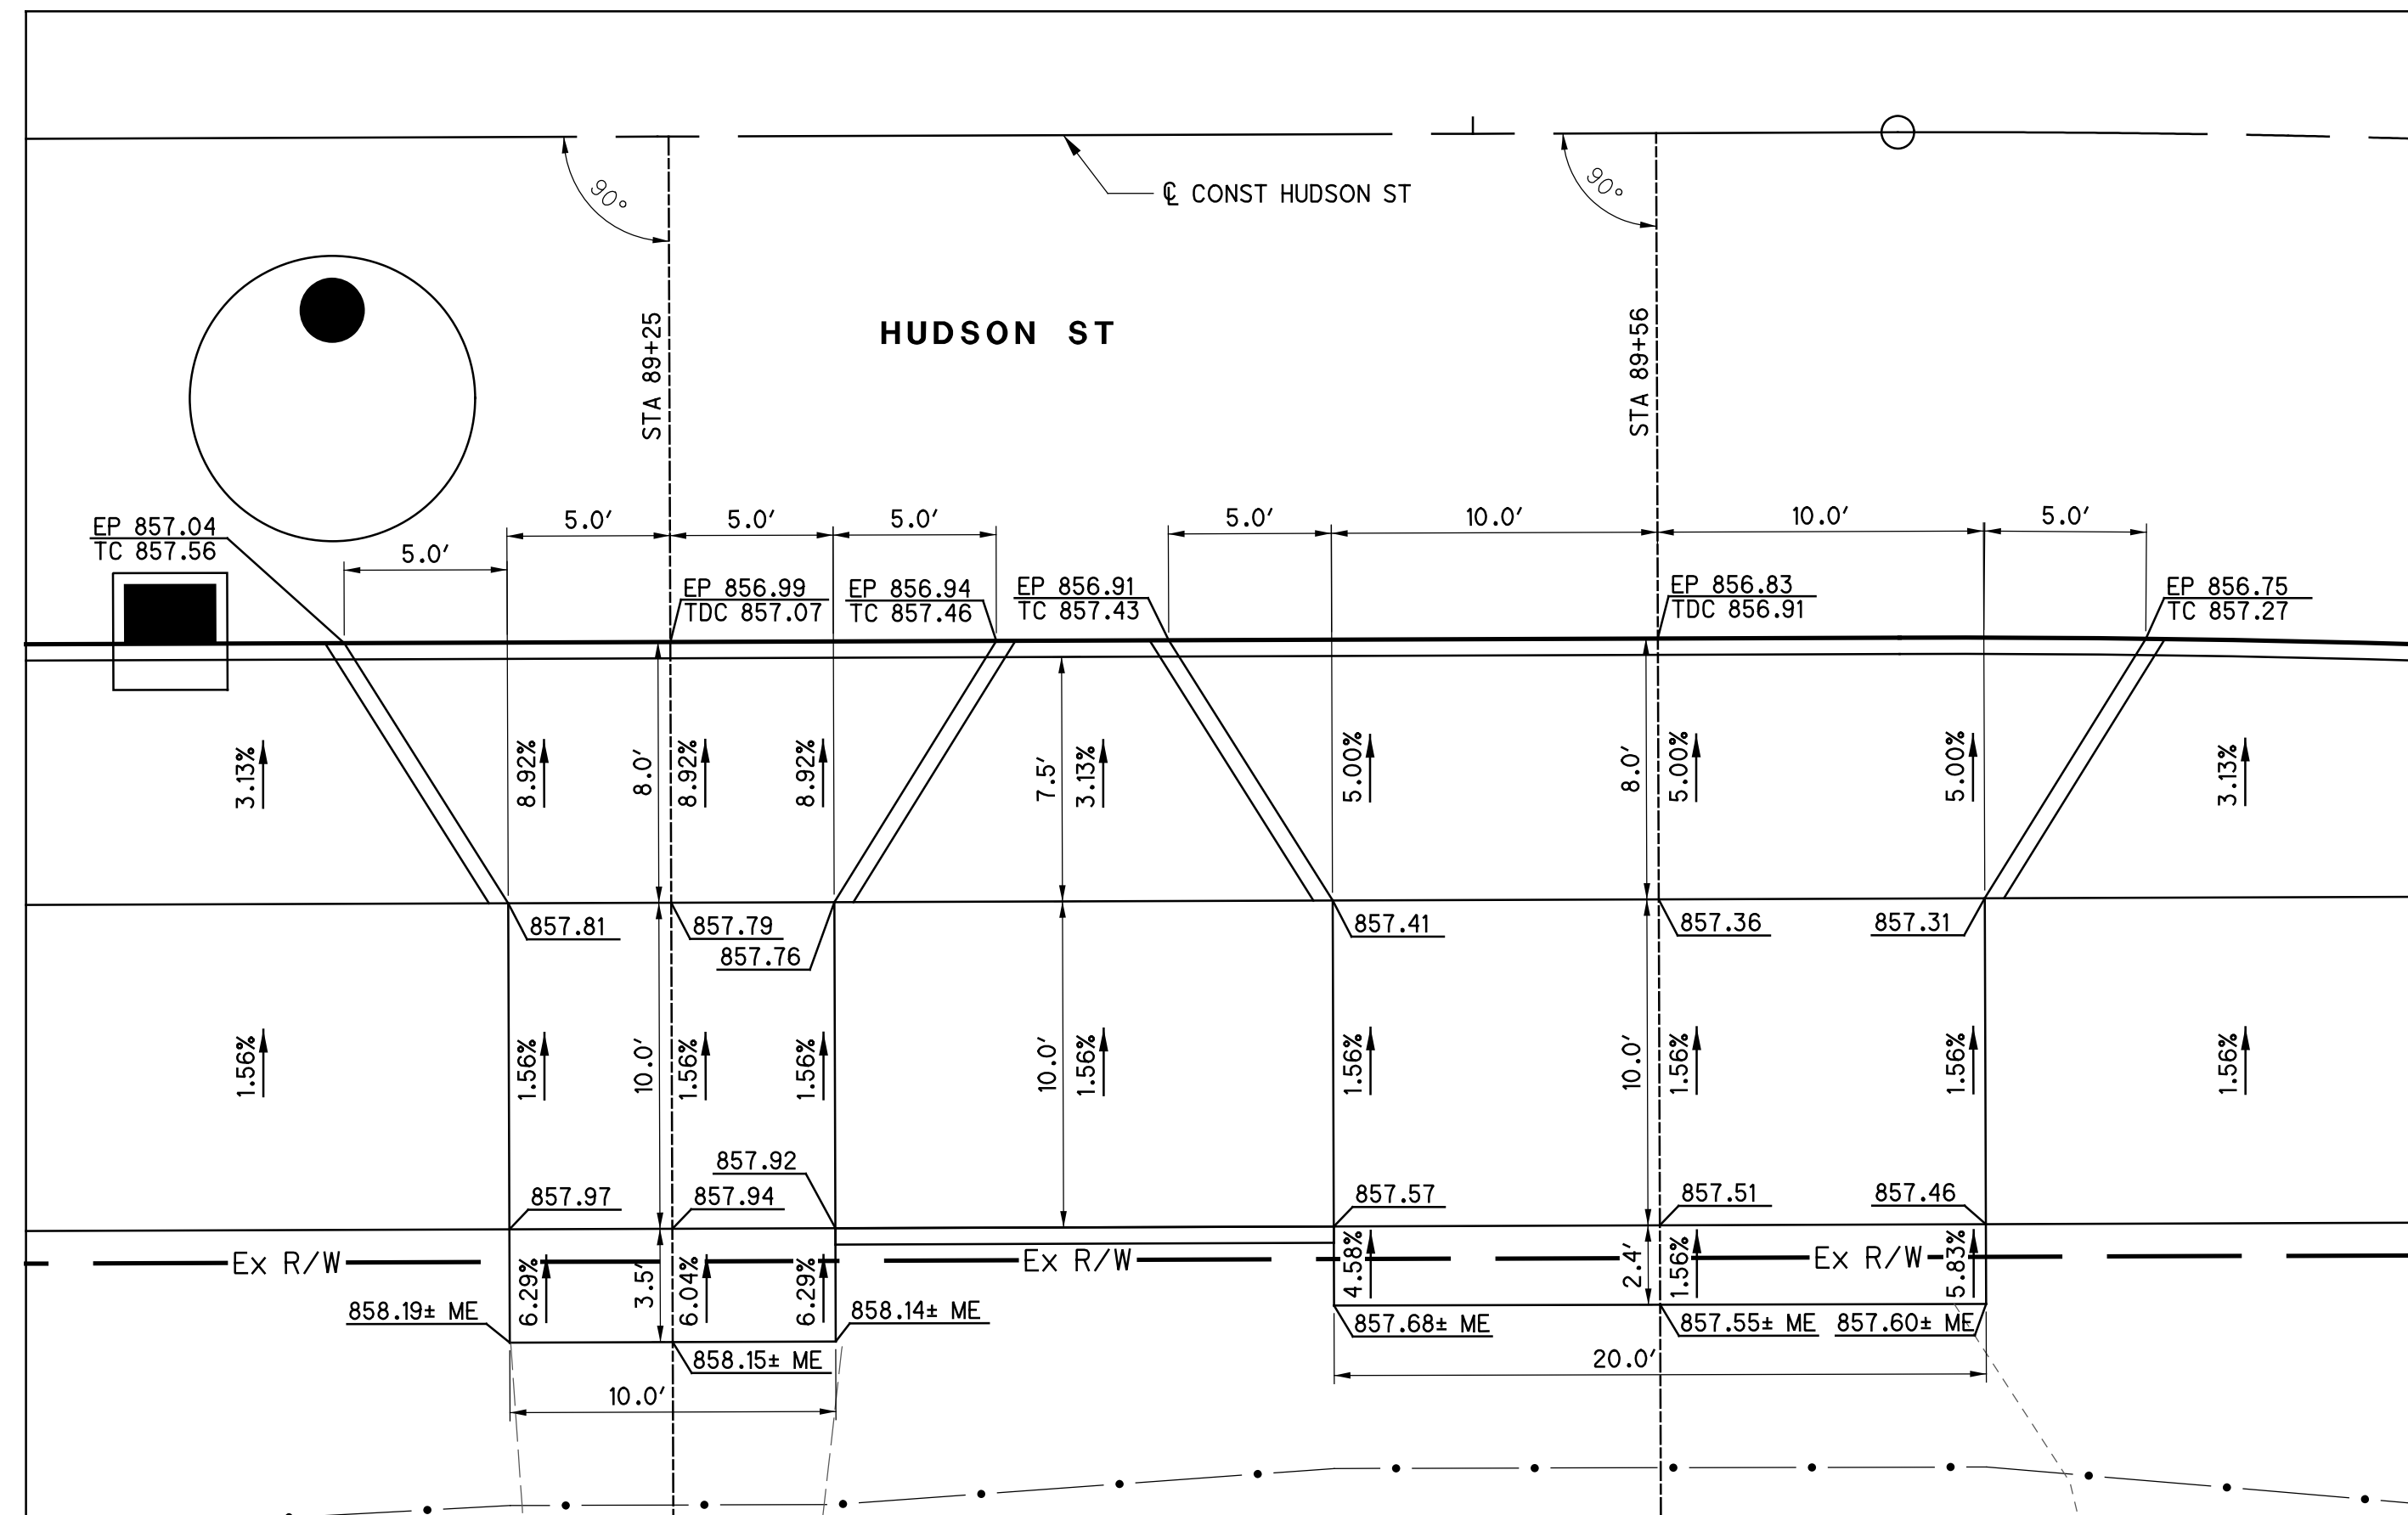 90°
90°
℄ CONST HUDSON ST
STA 89+25
HUDSON ST
STA 89+56
5.0′
5.0′
5.0′
5.0′
10.0′
10.0′
5.0′
EP 857.04
TC 857.56
5.0′
EP 856.99
TDC 857.07
EP 856.94
TC 857.46
EP 856.91
TC 857.43
EP 856.83
TDC 856.91
EP 856.75
TC 857.27
3.13%
8.92%
8.0′
8.92%
8.92%
7.5′
3.13%
5.00%
8.0′
5.00%
5.00%
3.13%
857.81
857.79
857.76
857.41
857.36
857.31
1.56%
1.56%
10.0′
1.56%
1.56%
10.0′
1.56%
1.56%
10.0′
1.56%
1.56%
1.56%
857.97
857.94
857.92
857.57
857.51
857.46
Ex R/W
Ex R/W
Ex R/W
6.29%
3.5′
6.04%
6.29%
4.58%
2.4′
1.56%
5.83%
858.19± ME
858.14± ME
857.68± ME
857.55± ME
857.60± ME
858.15± ME
20.0′
10.0′